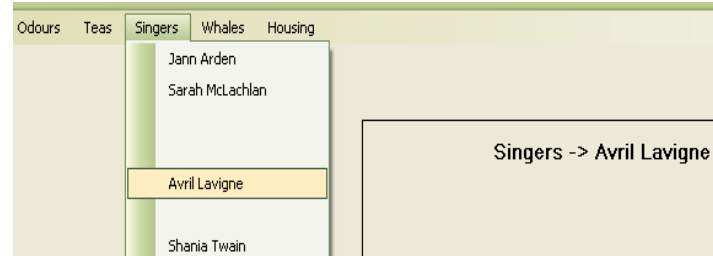 Odours Teas Singers Whales Housing
Jann Arden
Sarah McLachlan
Singers -> Avril Lavigne
Avril Lavigne
Shania Twain